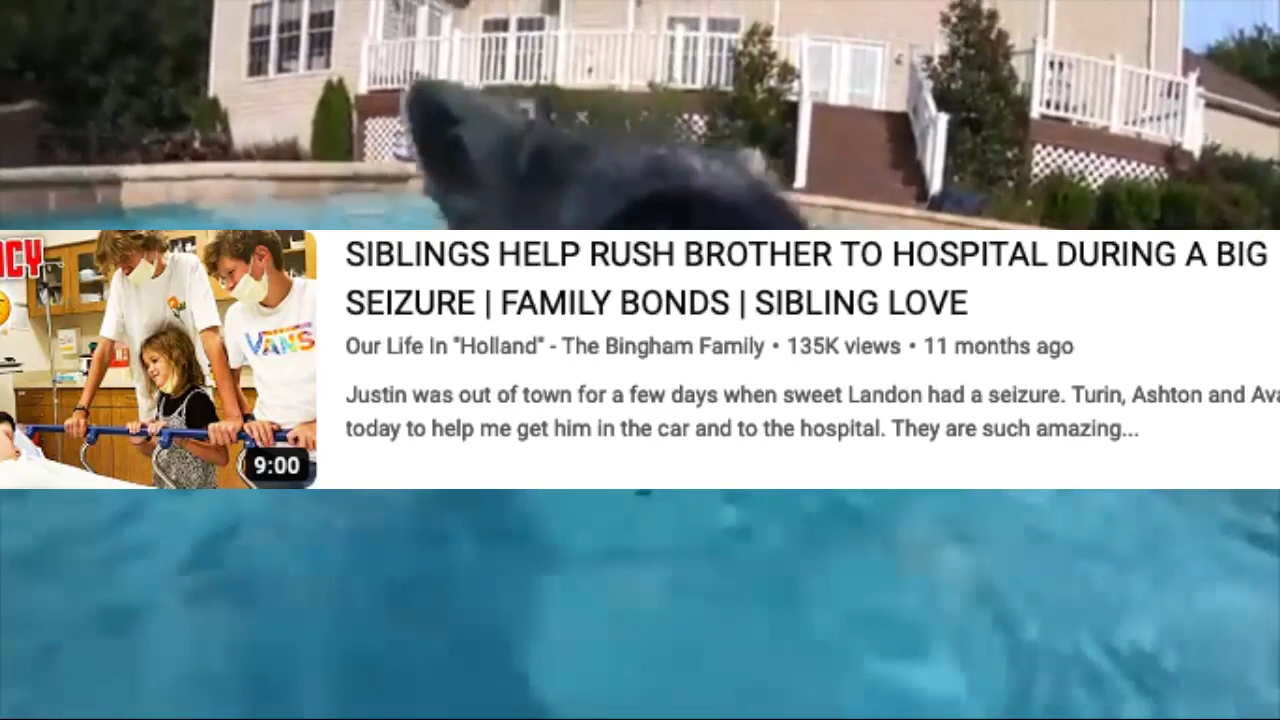 SIBLINGS HELP RUSH BROTHER TO HOSPITAL DURING A BIG
SEIZURE | FAMILY BONDS | SIBLING LOVE
Our Life In "Holland" - The Bingham Family • 135K views • 11 months ago
Justin was out of town for a few days when sweet Landon had a seizure. Turin, Ashton and Ava
today to help me get him in the car and to the hospital. They are such amazing...
ICY
VANS
9:00